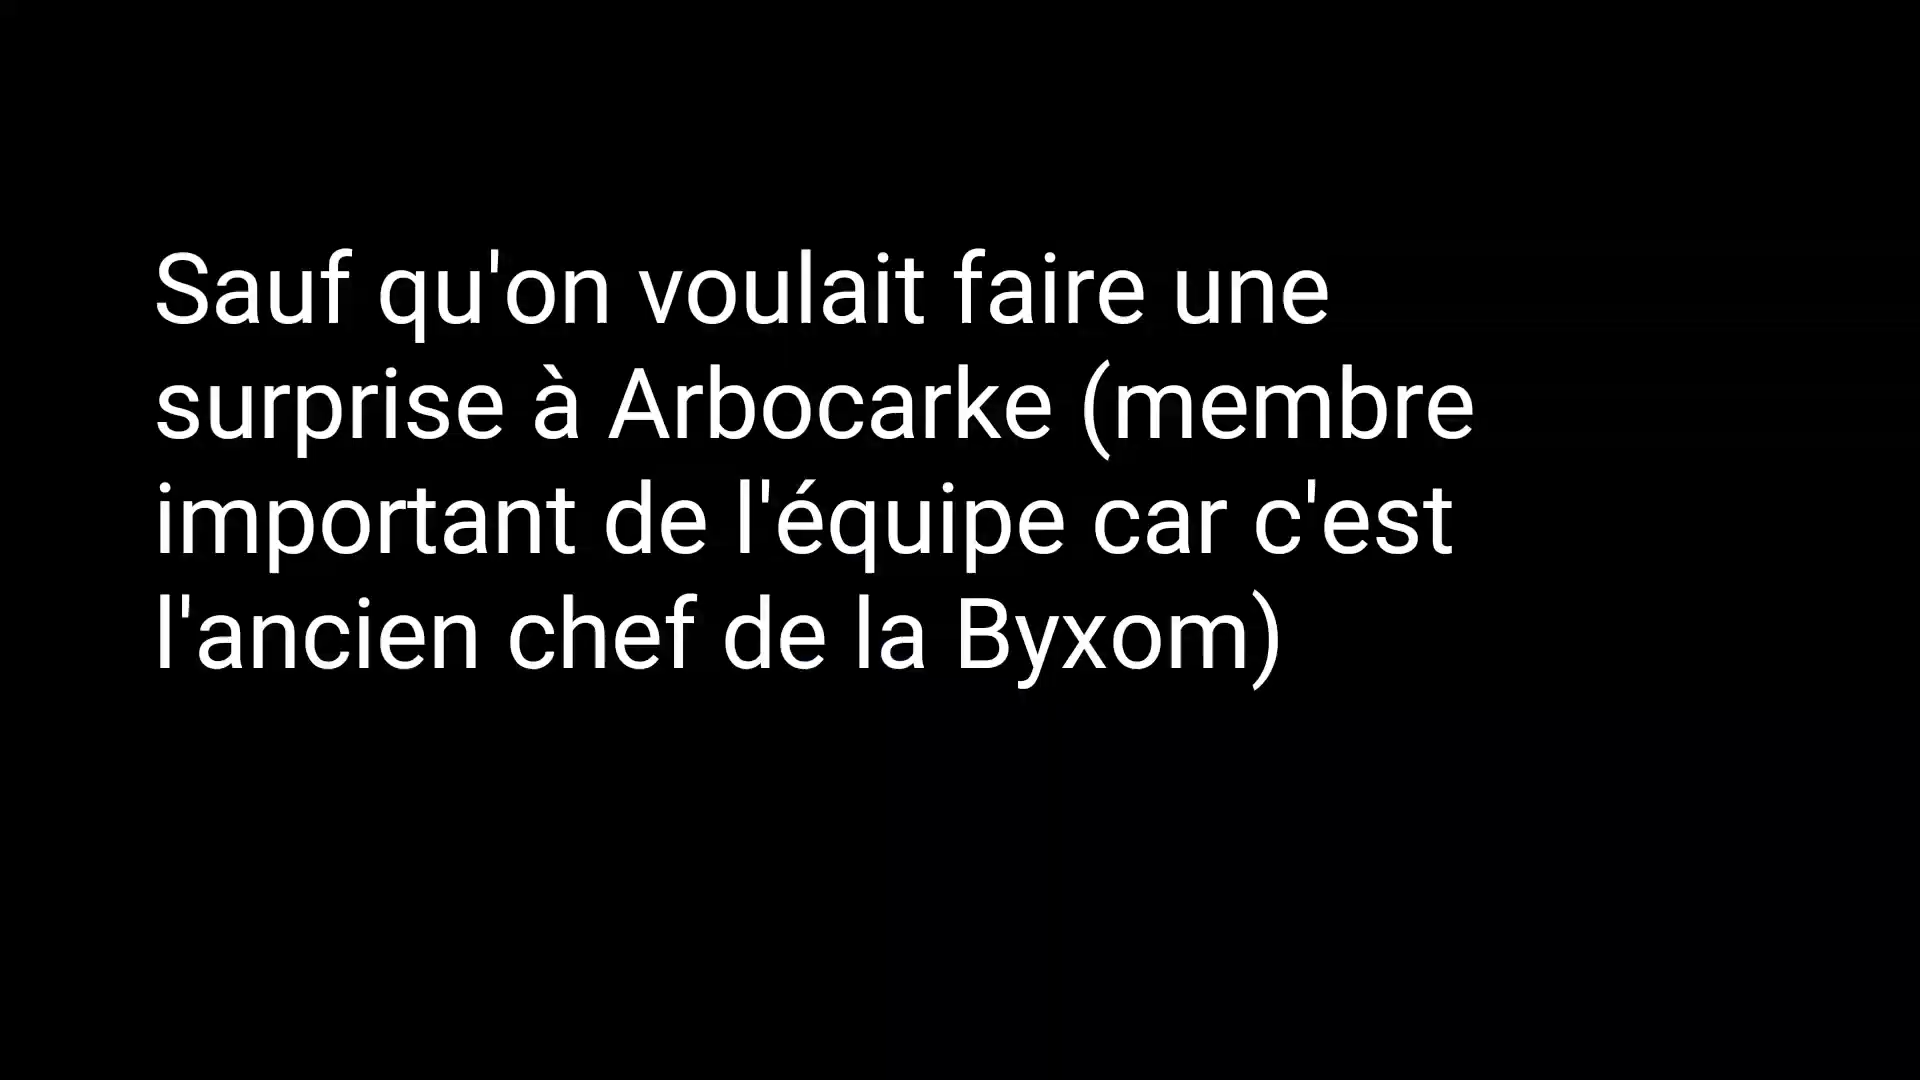 Sauf qu'on voulait faire une
surprise à Arbocarke (membre
important de l'équipe car c'est
l'ancien chef de la Byxom)